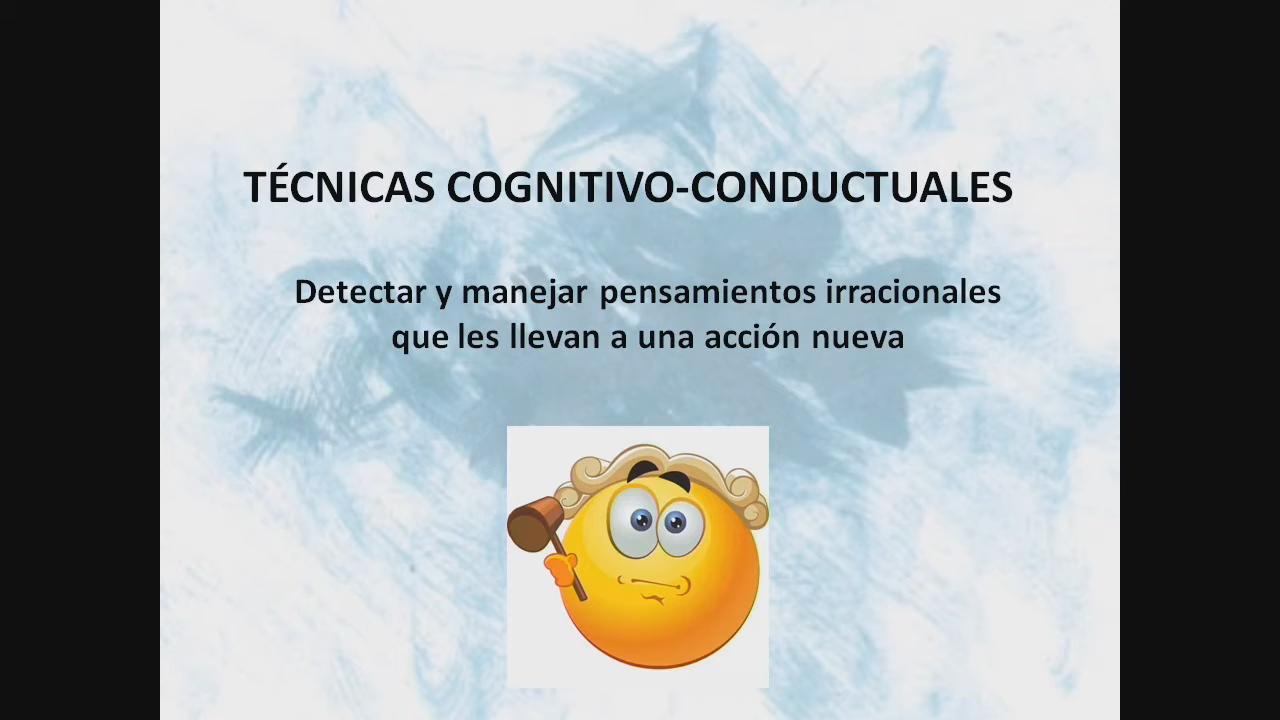 TÉCNICAS COGNITIVO-CONDUCTUALES
Detectar y manejar pensamientos irracionales
que les llevan a una acción nueva